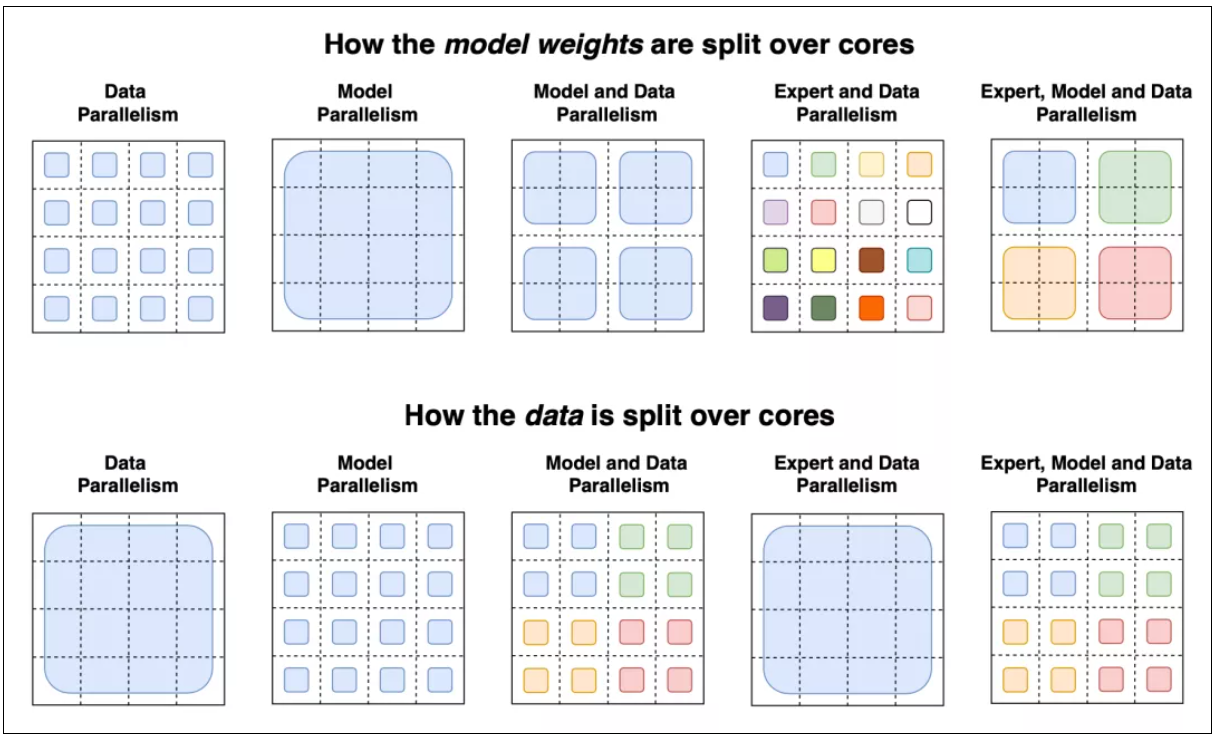 How the model weights are split over cores
Data
Parallelism
Model
Parallelism
Model and Data
Parallelism
Expert and Data
Parallelism
Expert, Model and Data
Parallelism
How the data is split over cores
Data
Parallelism
Model
Parallelism
Model and Data
Parallelism
Expert and Data
Parallelism
Expert, Model and Data
Parallelism